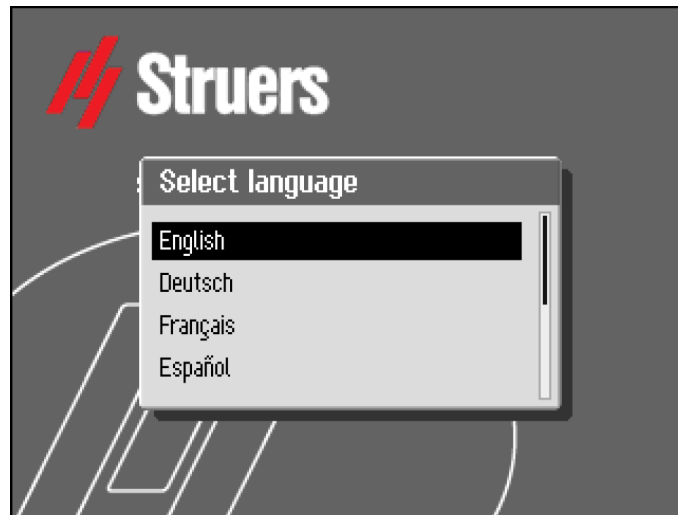 Struers
Select language
English
Deutsch
Français
Español